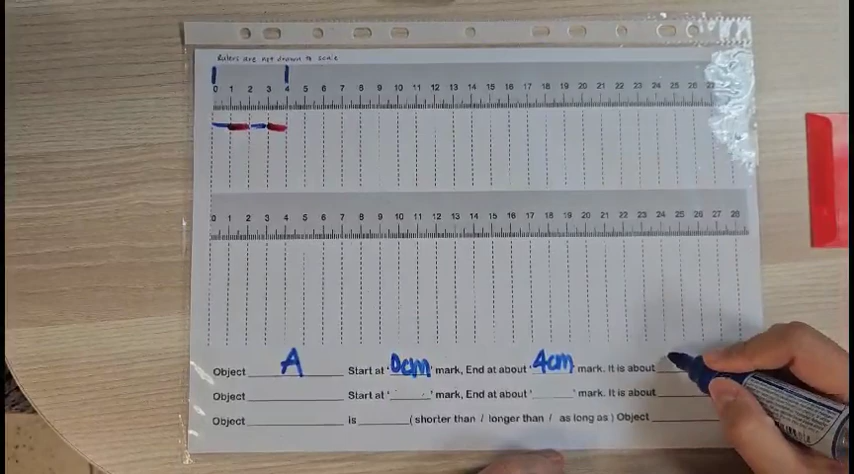 Rulers are not drawn to scale
0 1 2 3 4 5 6 7 8 9 10 11 12 13 14 15 16 17 18 19 20 21 22 23 24 25 26 27
0 1 2 3 4 5 6 7 8 9 10 11 12 13 14 15 16 17 18 19 20 21 22 23 24 25 26 27 28
Object A Start at '0cm' mark, End at about '4cm' mark. It is about
Object Start at ' ' mark, End at about ' ' mark. It is about
Object is (shorter than / longer than / as long as) Object